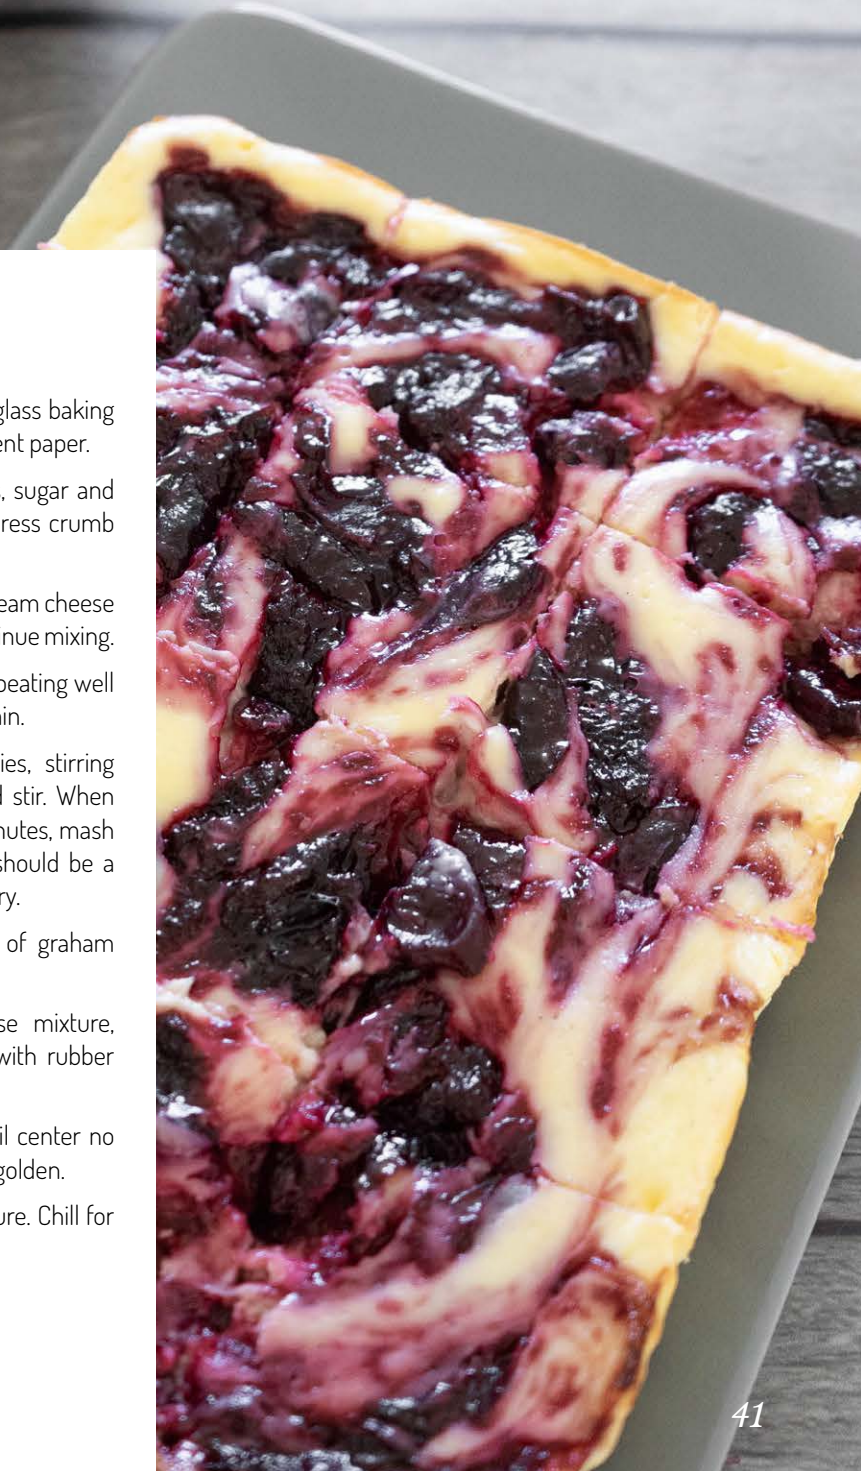 glass baking
ent paper.
, sugar and
ress crumb
eam cheese
inue mixing.
beating well
in.
ies, stirring
d stir. When
nutes, mash
should be a
ry.
of graham
se mixture,
with rubber
il center no
golden.
ure. Chill for
41